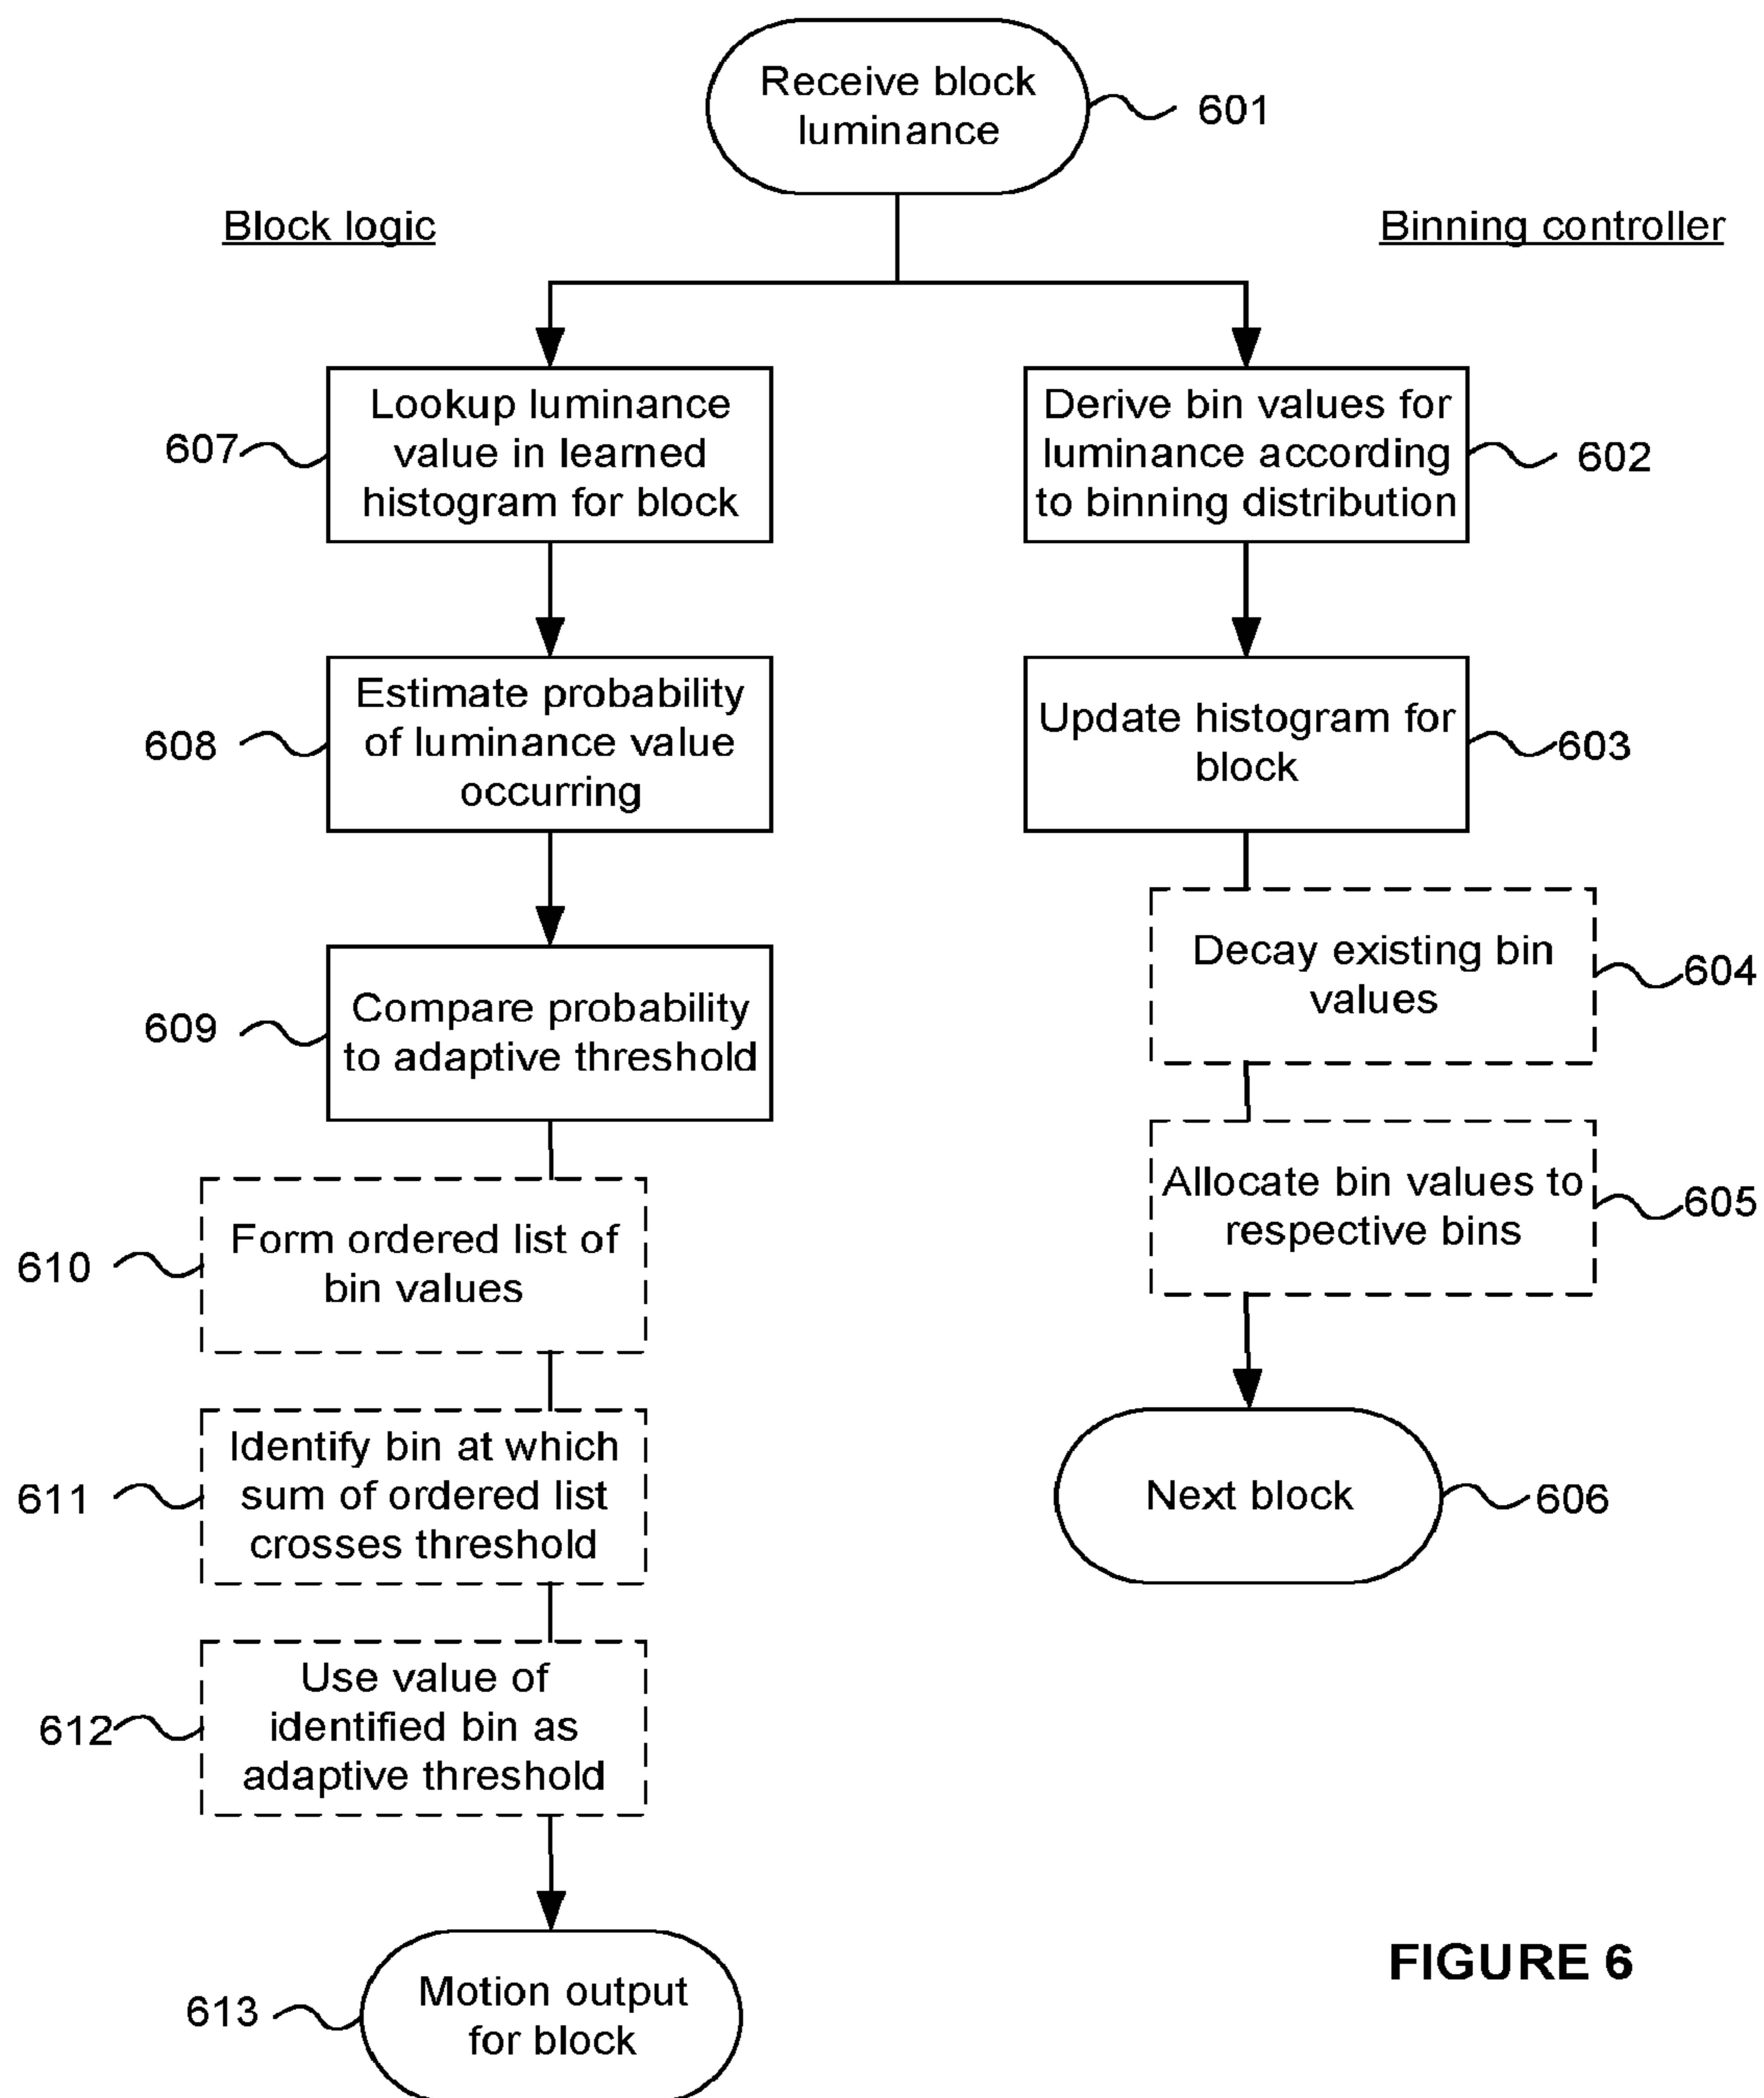 Receive block
luminance
601
Block logic
Binning controller
Lookup luminance
value in learned
histogram for block
607
Derive bin values for
luminance according
to binning distribution
602
Estimate probability
of luminance value
occurring
608
Update histogram for
block
603
Compare probability
to adaptive threshold
609
Decay existing bin
values
604
Form ordered list of
bin values
610
Allocate bin values to
respective bins
605
Identify bin at which
sum of ordered list
crosses threshold
611
Next block
606
Use value of
identified bin as
adaptive threshold
612
Motion output
for block
613
FIGURE 6